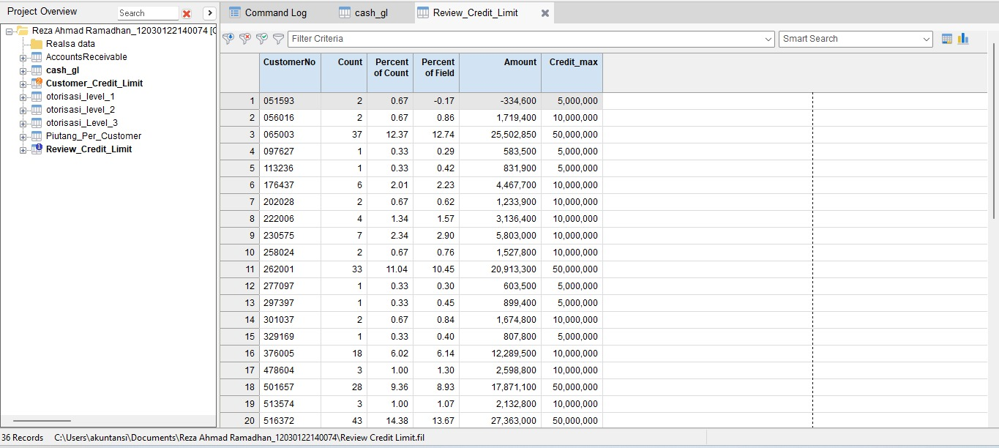 Project Overview
Search
Command Log
cash_gl
Review_Credit_Limit
Reza Ahmad Ramadhan_12030122140074 [C
Realsa data
AccountsReceivable
cash_gl
Customer_Credit_Limit
otorisasi_level_1
otorisasi_level_2
otorisasi_Level_3
Piutang_Per_Customer
Review_Credit_Limit
Filter Criteria
Smart Search
CustomerNo Count Percent of Count Percent of Field Amount Credit_max
1 051593 2 0.67 -0.17 -334,600 5,000,000
2 056016 2 0.67 0.86 1,719,400 10,000,000
3 065003 37 12.37 12.74 25,502,850 50,000,000
4 097627 1 0.33 0.29 583,500 5,000,000
5 113236 1 0.33 0.42 831,900 5,000,000
6 176437 6 2.01 2.23 4,467,700 10,000,000
7 202028 2 0.67 0.62 1,233,900 10,000,000
8 222006 4 1.34 1.57 3,136,400 10,000,000
9 230575 7 2.34 2.90 5,803,000 10,000,000
10 258024 2 0.67 0.76 1,527,800 10,000,000
11 262001 33 11.04 10.45 20,913,300 50,000,000
12 277097 1 0.33 0.30 603,500 5,000,000
13 297397 1 0.33 0.45 899,400 5,000,000
14 301037 2 0.67 0.84 1,674,800 10,000,000
15 329169 1 0.33 0.40 807,800 5,000,000
16 376005 18 6.02 6.14 12,289,500 10,000,000
17 478604 3 1.00 1.30 2,598,800 10,000,000
18 501657 28 9.36 8.93 17,871,100 50,000,000
19 513574 3 1.00 1.07 2,132,800 10,000,000
20 516372 43 14.38 13.67 27,363,000 50,000,000
36 Records C:\Users\akuntansi\Documents\Reza Ahmad Ramadhan_12030122140074\Review Credit Limit.fil